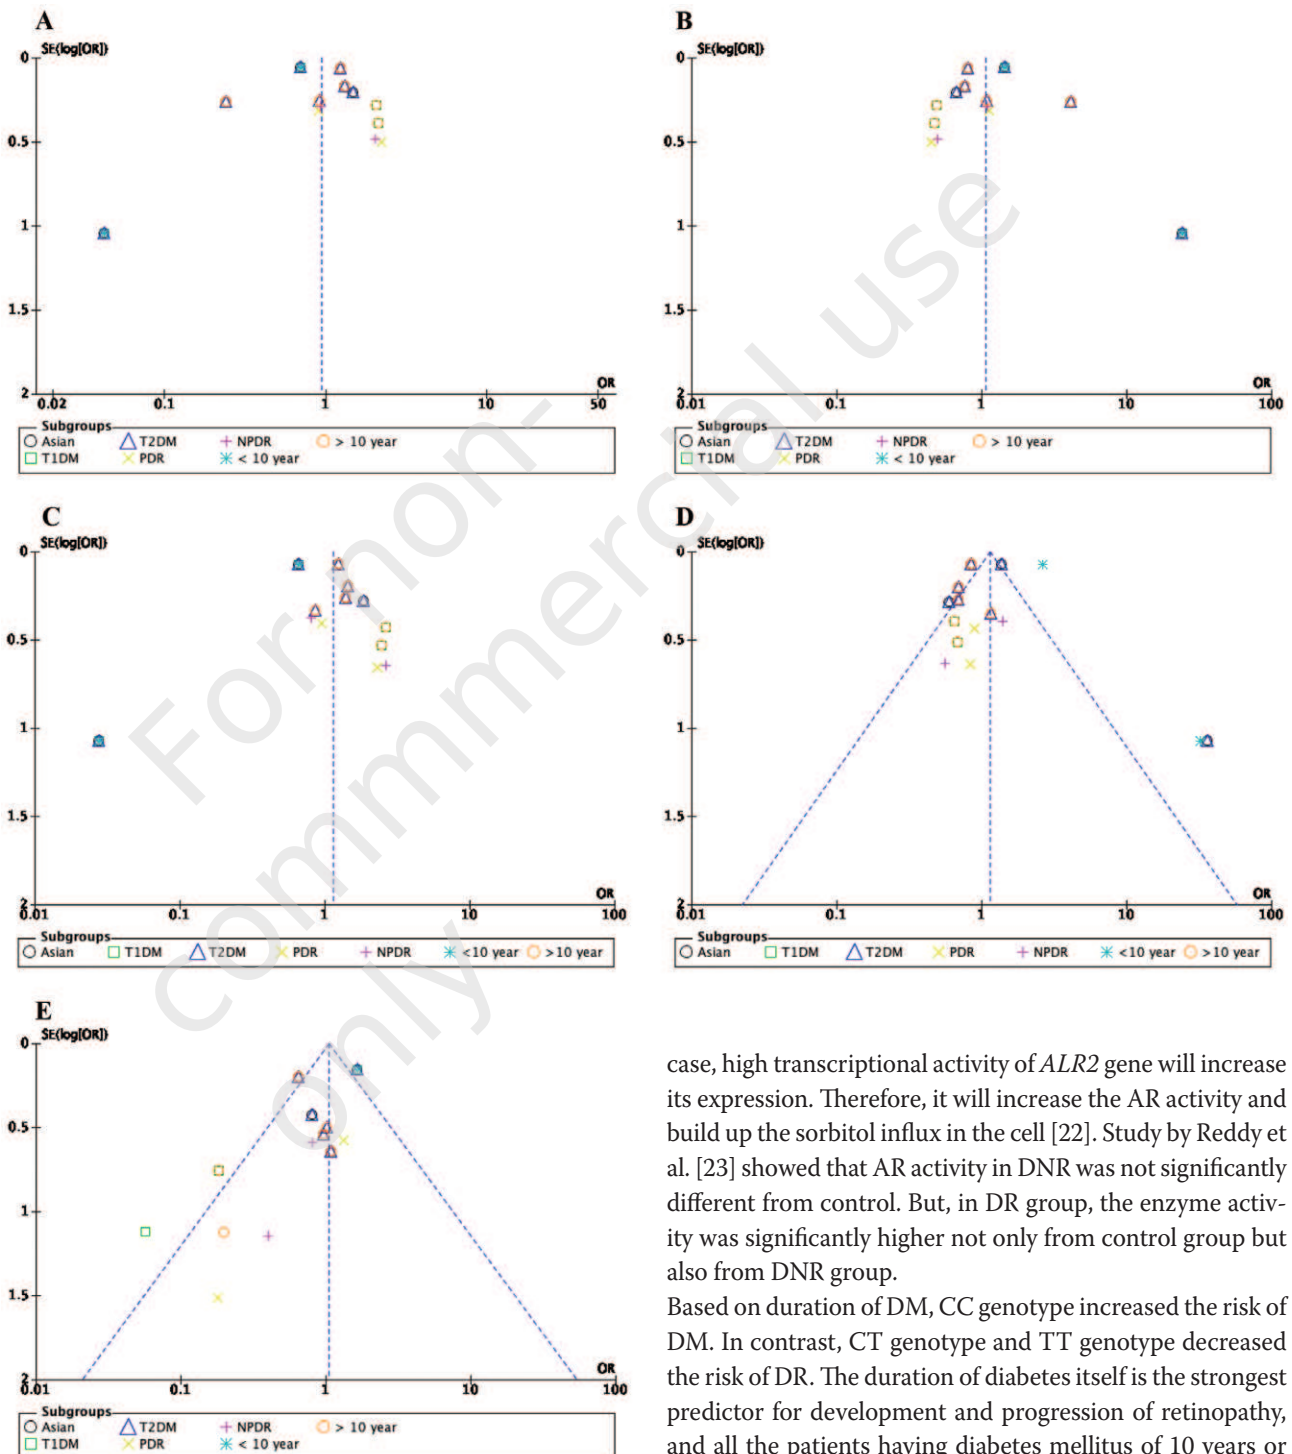 A
SE(log[OR])
0
0.5
1
1.5
2
OR
0.02 0.1 1 10 50
Subgroups
Asian T2DM NPDR > 10 year
T1DM PDR < 10 year
B
SE(log[OR])
0
0.5
1
1.5
2
OR
0.01 0.1 1 10 100
Subgroups
Asian T2DM NPDR > 10 year
T1DM PDR < 10 year
C
SE(log[OR])
0
0.5
1
1.5
2
OR
0.01 0.1 1 10 100
Subgroups
Asian T1DM T2DM PDR NPDR <10 year >10 year
D
SE(log[OR])
0
0.5
1
1.5
2
OR
0.01 0.1 1 10 100
Subgroups
Asian T1DM T2DM PDR NPDR <10 year >10 year
E
SE(log[OR])
0
0.5
1
1.5
2
OR
0.01 0.1 1 10 100
Subgroups
Asian T2DM NPDR > 10 year
T1DM PDR < 10 year
case, high transcriptional activity of ALR2 gene will increase
its expression. Therefore, it will increase the AR activity and
build up the sorbitol influx in the cell [22]. Study by Reddy et
al. [23] showed that AR activity in DNR was not significantly
different from control. But, in DR group, the enzyme activ-
ity was significantly higher not only from control group but
also from DNR group.
Based on duration of DM, CC genotype increased the risk of
DM. In contrast, CT genotype and TT genotype decreased
the risk of DR. The duration of diabetes itself is the strongest
predictor for development and progression of retinopathy,
and all the patients having diabetes mellitus of 10 years or
For non-
commmercial use
only